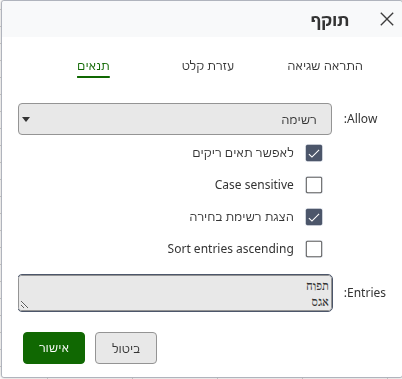 תוקף
התראה שגיאה
עזרת קלט
תנאים
Allow:
רשימה
לאפשר תאים ריקים
Case sensitive
הצגת רשימת בחירה
Sort entries ascending
Entries:
תפוח
אגס
ביטול
אישור